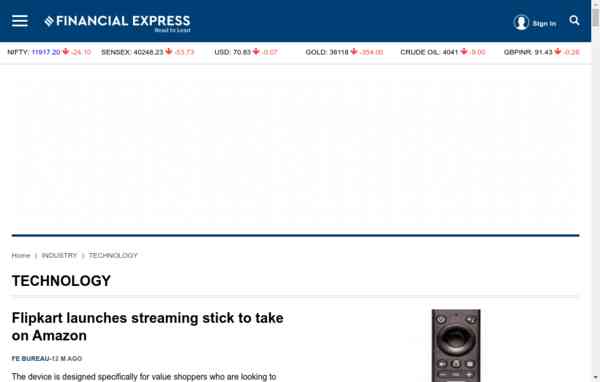 FINANCIAL EXPRESS
Read to Lead
Sign In
NIFTY: 11917.20 -24.10 SENSEX: 40248.23 -53.73 USD: 70.83 -0.07 GOLD: 38118 -354.00 CRUDE OIL: 4041 -9.00 GBPINR: 91.43 -0.28
Home | INDUSTRY | TECHNOLOGY
TECHNOLOGY
Flipkart launches streaming stick to take
on Amazon
FE BUREAU-12 M AGO
The device is designed specifically for value shoppers who are looking to